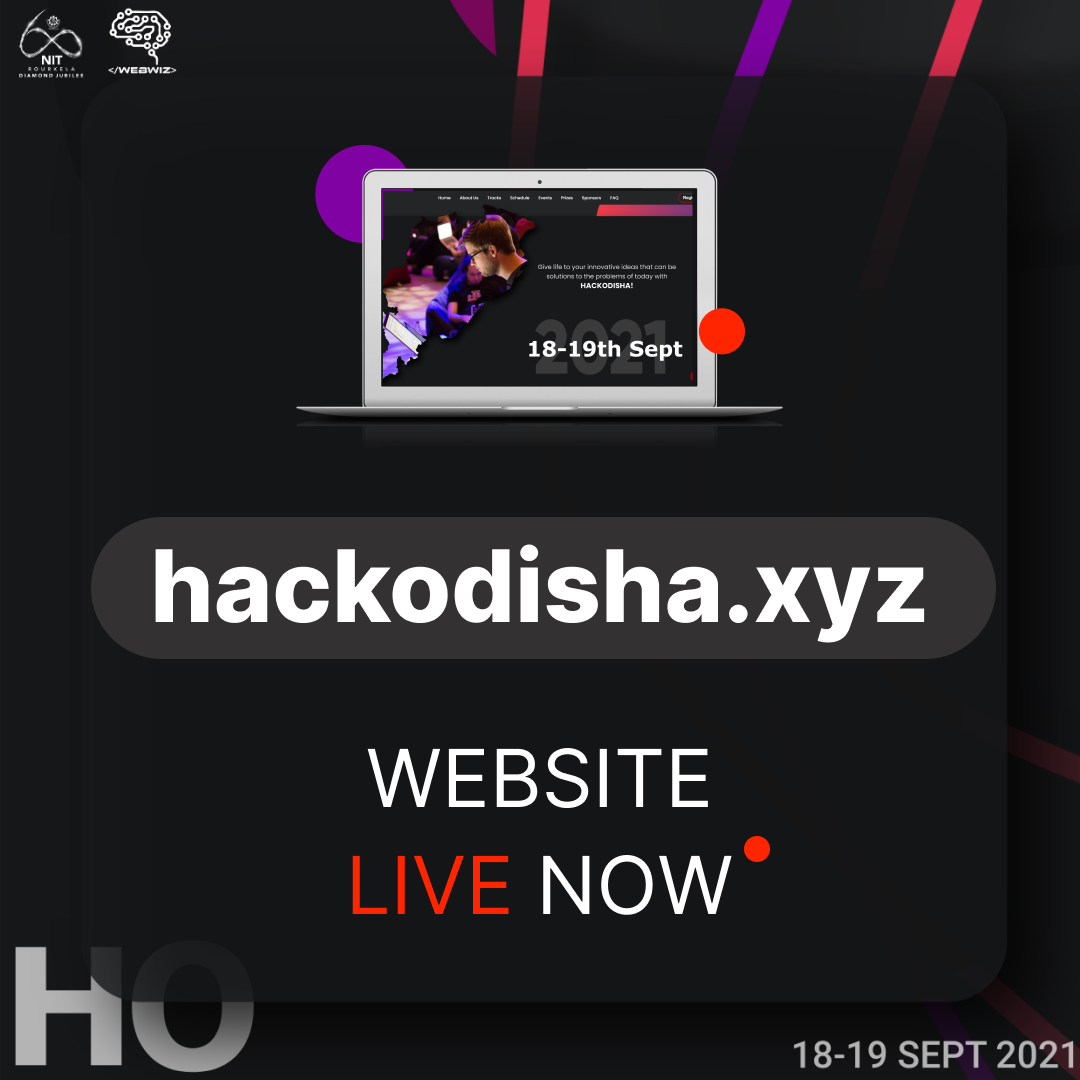 NIT
ROURKELA
DIAMOND JUBILEE
</WEBWIZ>
Home About Us Tracks Schedule Events Prizes Sponsors FAQ
Give life to your innovative ideas that can be
solutions to the problems of today with
HACKODISHA!
2021
18-19th Sept
hackodisha.xyz
WEBSITE
LIVE NOW
HO
18-19 SEPT 2021